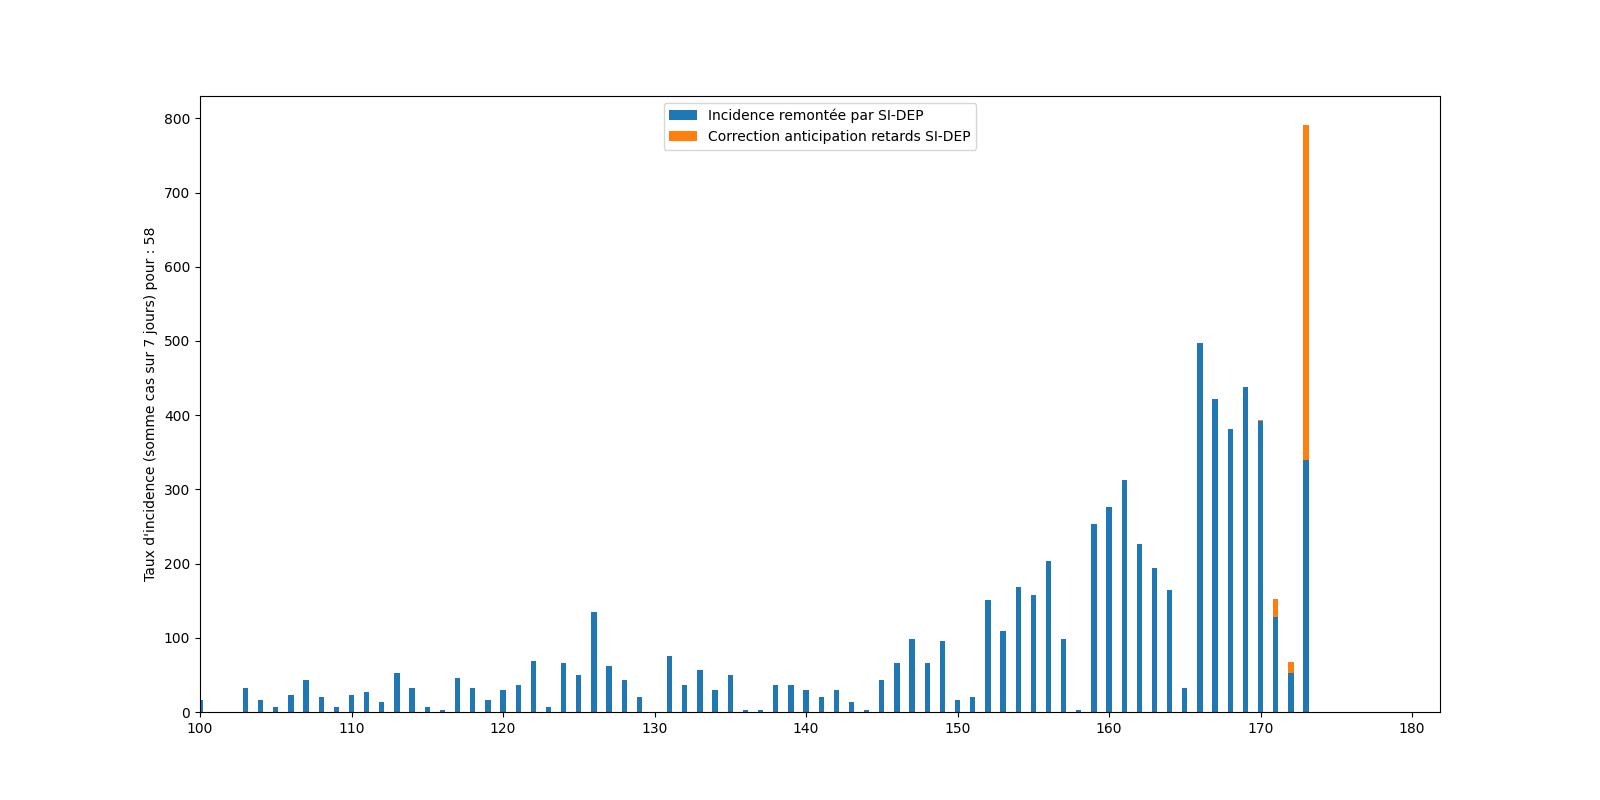 Incidence remontée par SI-DEP
Correction anticipation retards SI-DEP
Taux d'incidence (somme cas sur 7 jours) pour : 58
800
700
600
500
400
300
200
100
0
100 110 120 130 140 150 160 170 180